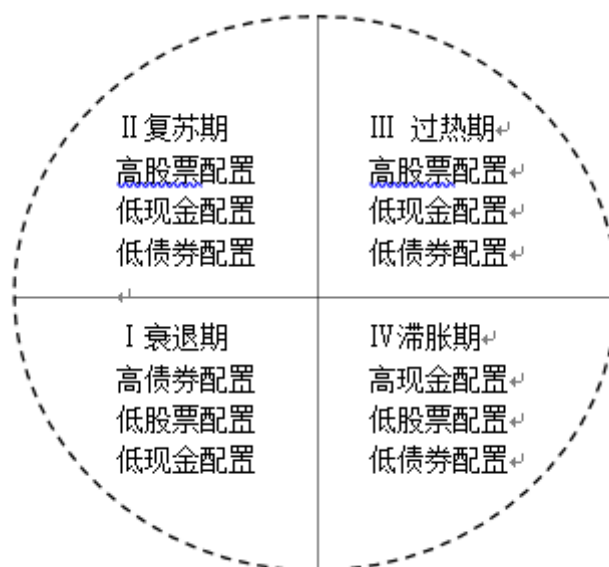 Ⅱ复苏期
高股票配置
低现金配置
低债券配置
Ⅲ 过热期
高股票配置
低现金配置
低债券配置
Ⅰ衰退期
高债券配置
低股票配置
低现金配置
Ⅳ滞胀期
高现金配置
低股票配置
低债券配置